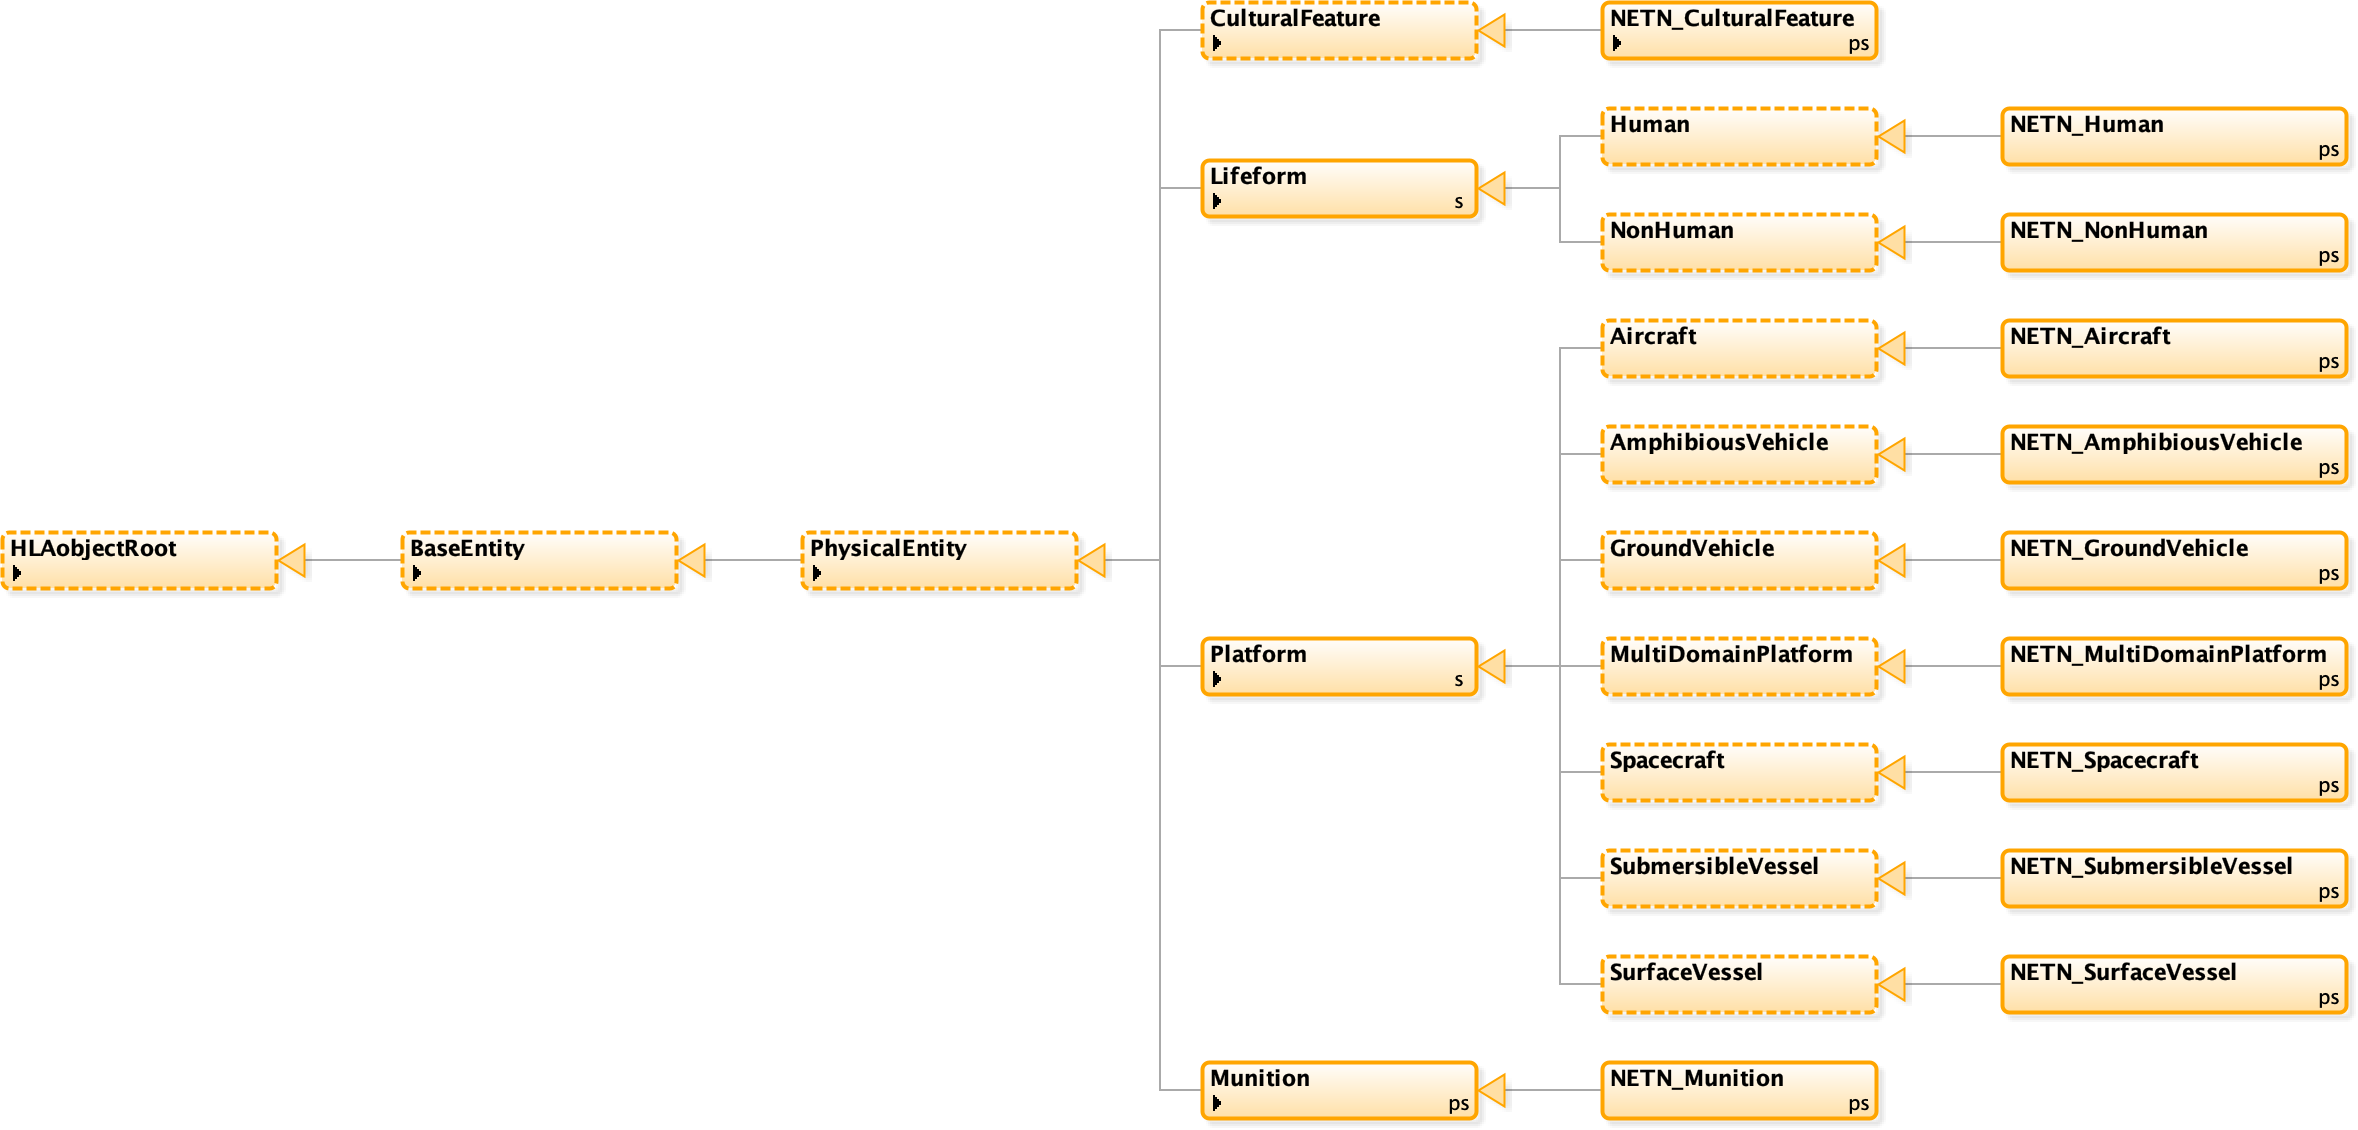 CulturalFeature
NETN_CulturalFeature
ps
Human
NETN_Human
ps
Lifeform
s
NonHuman
NETN_NonHuman
ps
Aircraft
NETN_Aircraft
ps
AmphibiousVehicle
NETN_AmphibiousVehicle
ps
HLAobjectRoot
BaseEntity
PhysicalEntity
GroundVehicle
NETN_GroundVehicle
ps
Platform
s
MultiDomainPlatform
NETN_MultiDomainPlatform
ps
Spacecraft
NETN_Spacecraft
ps
SubmersibleVessel
NETN_SubmersibleVessel
ps
SurfaceVessel
NETN_SurfaceVessel
ps
Munition
ps
NETN_Munition
ps